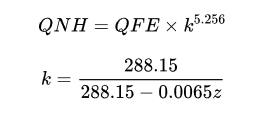 QNH = QFE × k^5.256
k = 288.15 / (288.15 − 0.0065z)